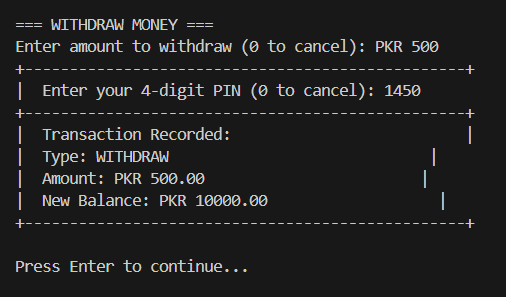 === WITHDRAW MONEY ===
Enter amount to withdraw (0 to cancel): PKR 500
+-------------------------------------------------+
|  Enter your 4-digit PIN (0 to cancel): 1450
+-------------------------------------------------+
|  Transaction Recorded:                          |
|  Type: WITHDRAW                             |
|  Amount: PKR 500.00                        |
|  New Balance: PKR 10000.00                   |
+-------------------------------------------------+
Press Enter to continue...